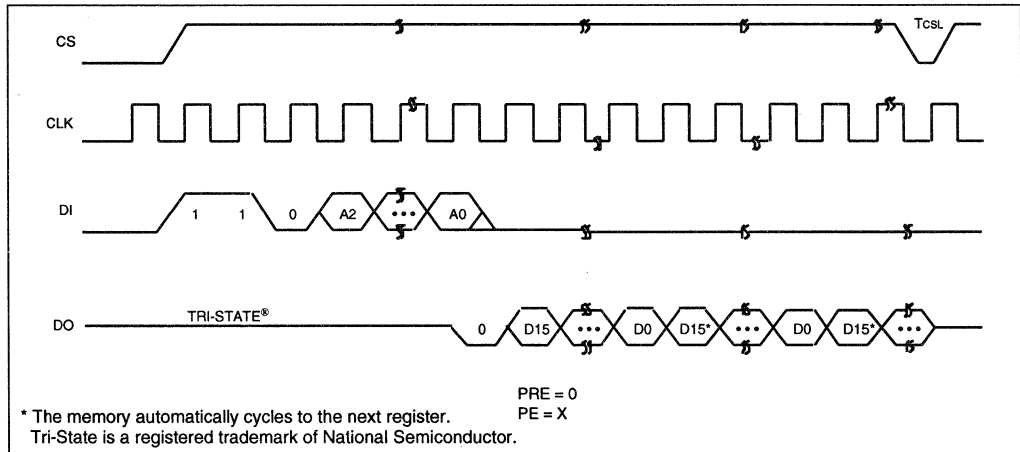 CS TCSL
CLK
DI 1 1 0 A2 ••• A0
DO TRI-STATE® 0 D15 ••• D0 D15* ••• D0 D15* •••
PRE = 0
* The memory automatically cycles to the next register. PE = X
Tri-State is a registered trademark of National Semiconductor.